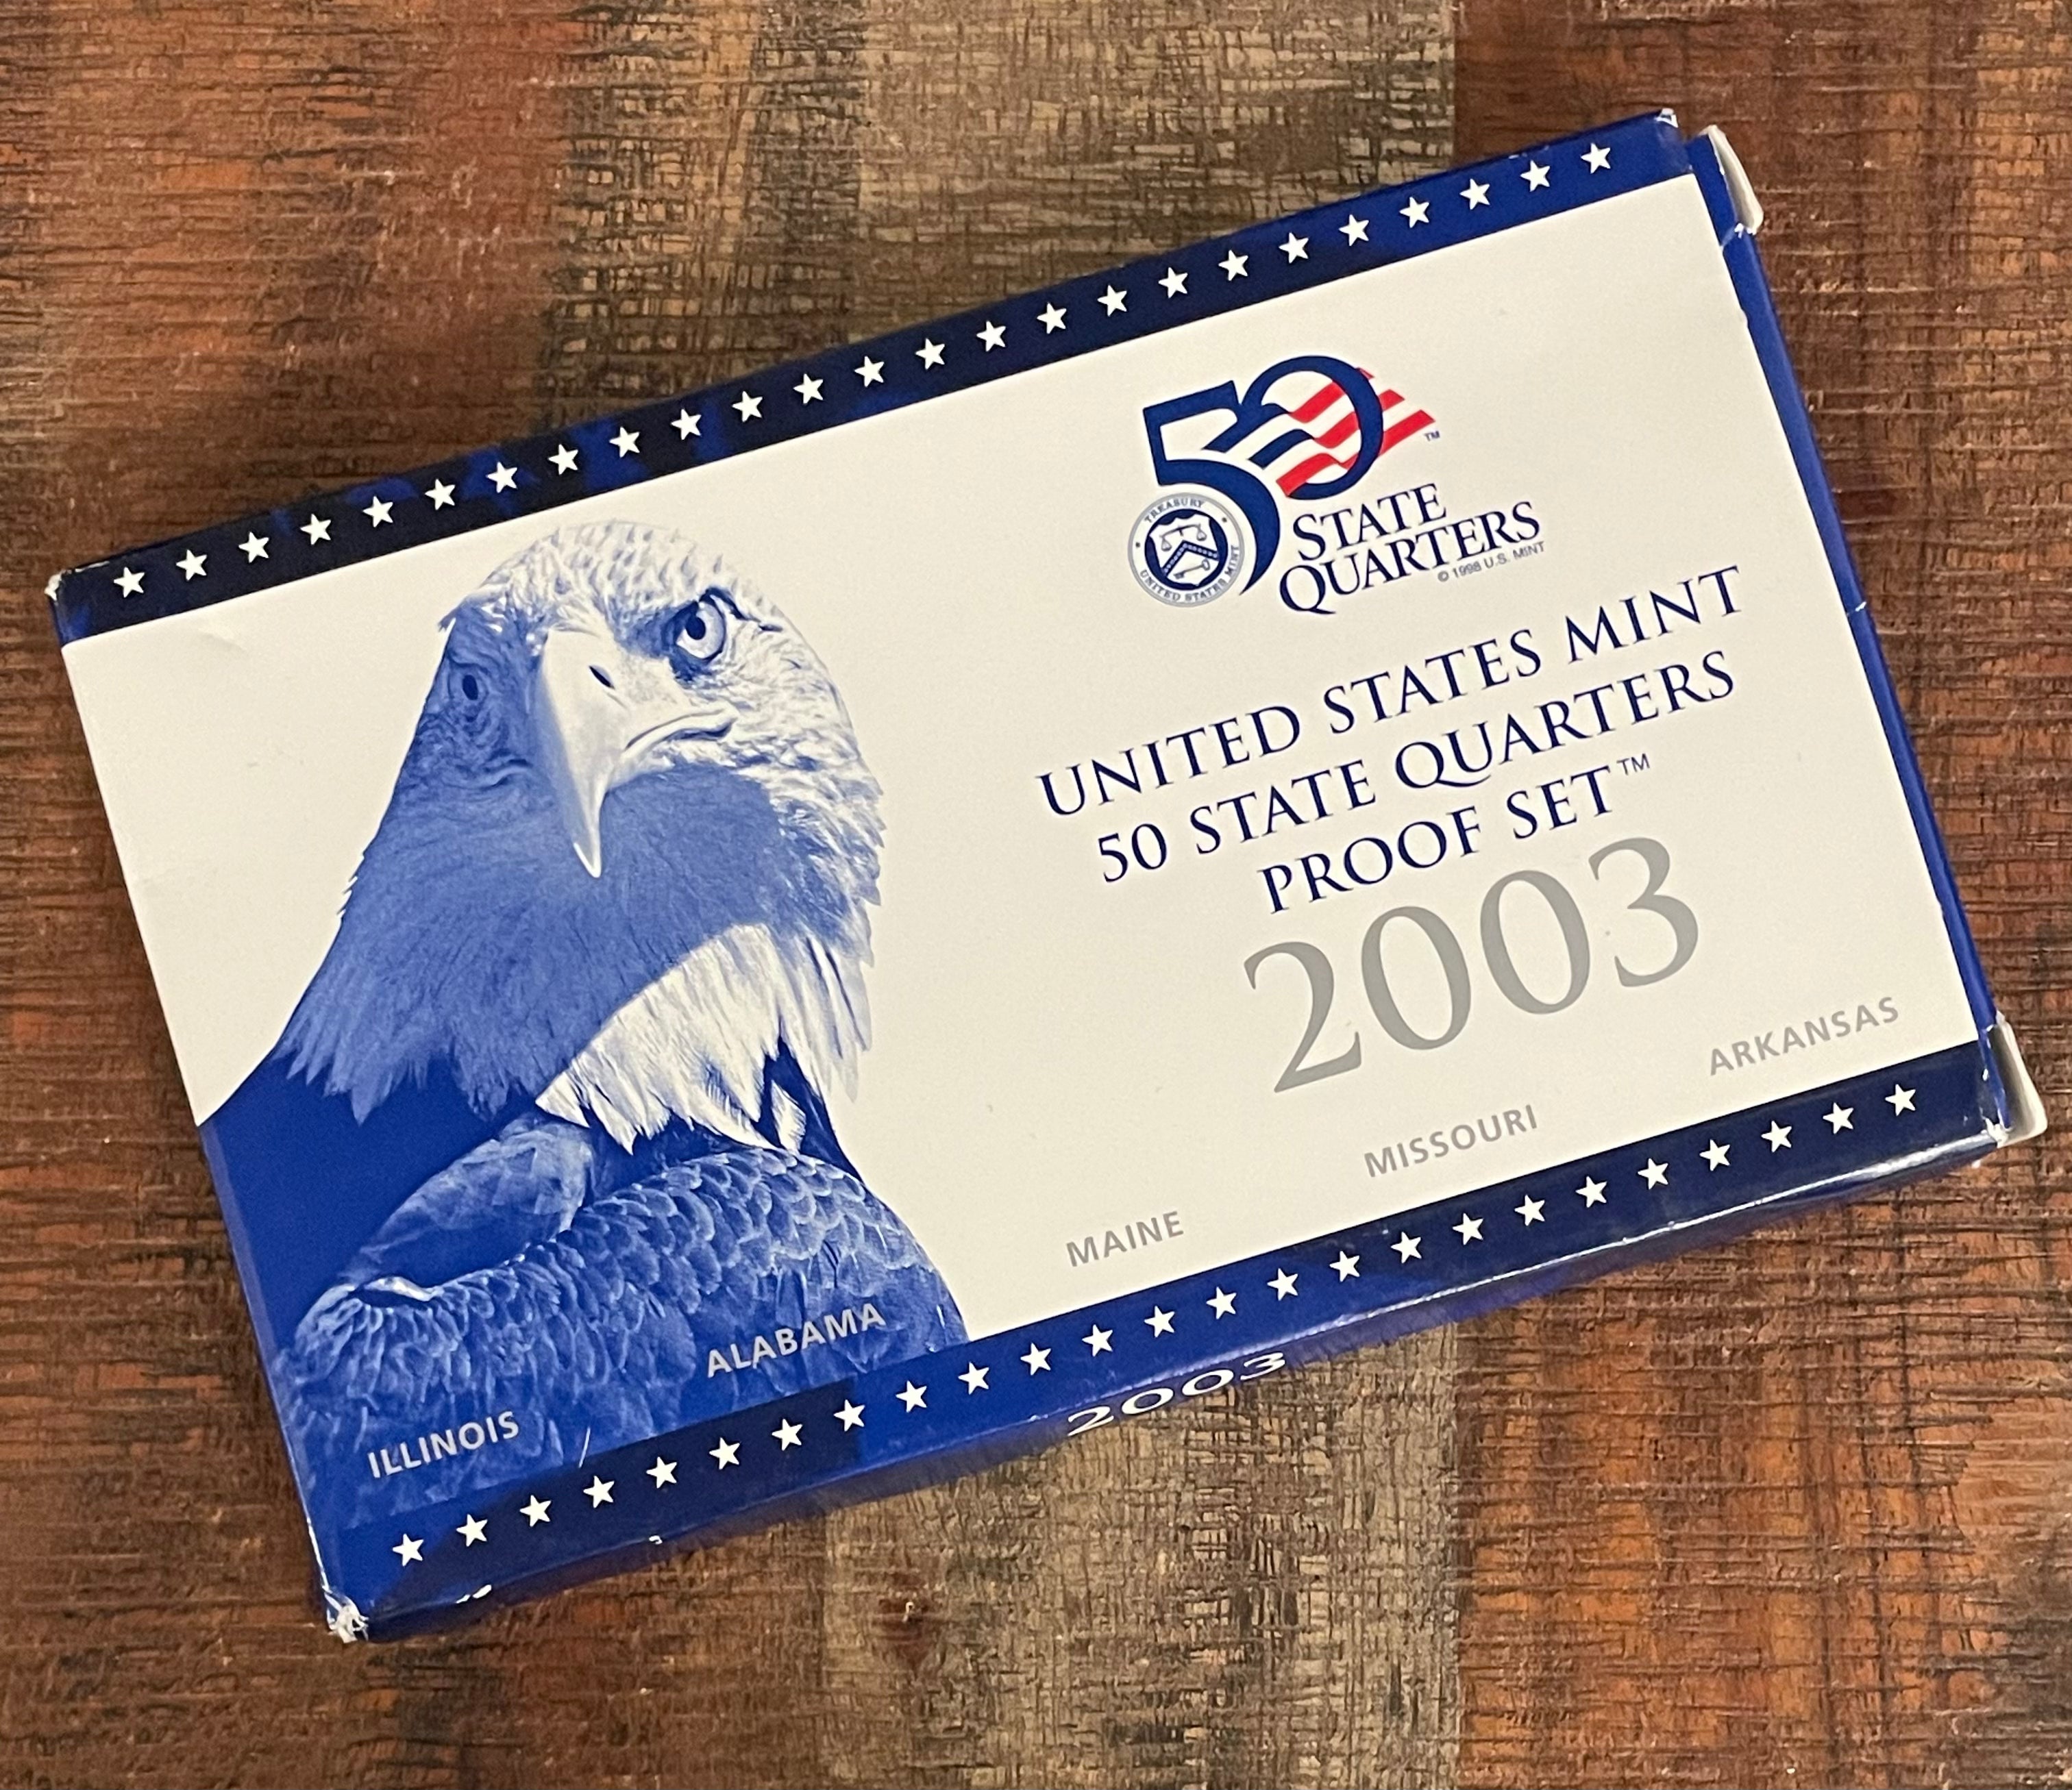 50
TM
STATE
QUARTERS
© 1998 U.S. MINT
TREASURY
UNITED STATES MINT
UNITED STATES MINT
50 STATE QUARTERS
PROOF SET™
2003
ILLINOIS
ALABAMA
MAINE
MISSOURI
ARKANSAS
2003